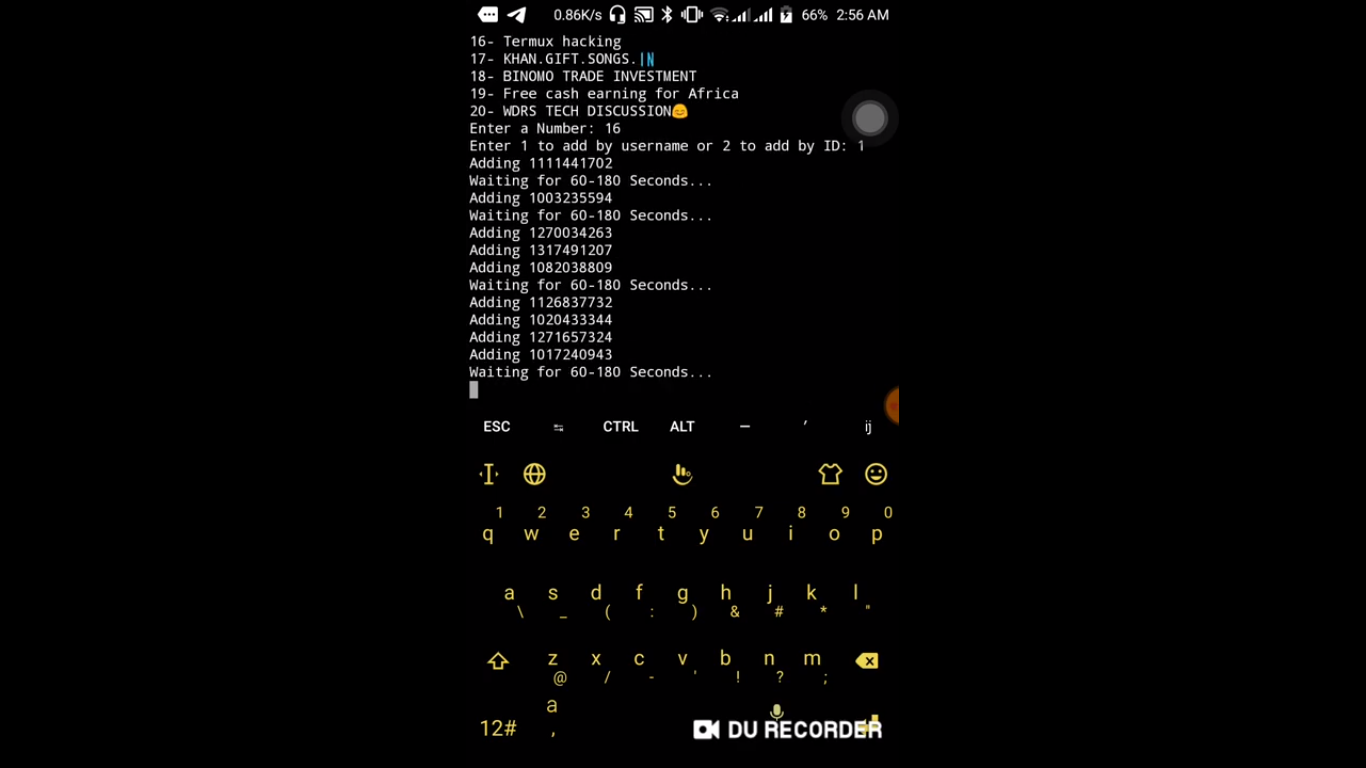 0.86K/s 66% 2:56 AM
16- Termux hacking
17- KHAN.GIFT.SONGS.|N
18- BINOMO TRADE INVESTMENT
19- Free cash earning for Africa
20- WDRS TECH DISCUSSION😊
Enter a Number: 16
Enter 1 to add by username or 2 to add by ID: 1
Adding 1111441702
Waiting for 60-180 Seconds...
Adding 1003235594
Waiting for 60-180 Seconds...
Adding 1270034263
Adding 1317491207
Adding 1082038809
Waiting for 60-180 Seconds...
Adding 1126837732
Adding 1020433344
Adding 1271657324
Adding 1017240943
Waiting for 60-180 Seconds...
ESC ↹ CTRL ALT — ′ ij
1 2 3 4 5 6 7 8 9 0
q w e r t y u i o p
a s d f g h j k l
\ _ ( : ) & # * "
z x c v b n m
@ / - ' ! ? ;
a
12# , DU RECORDER